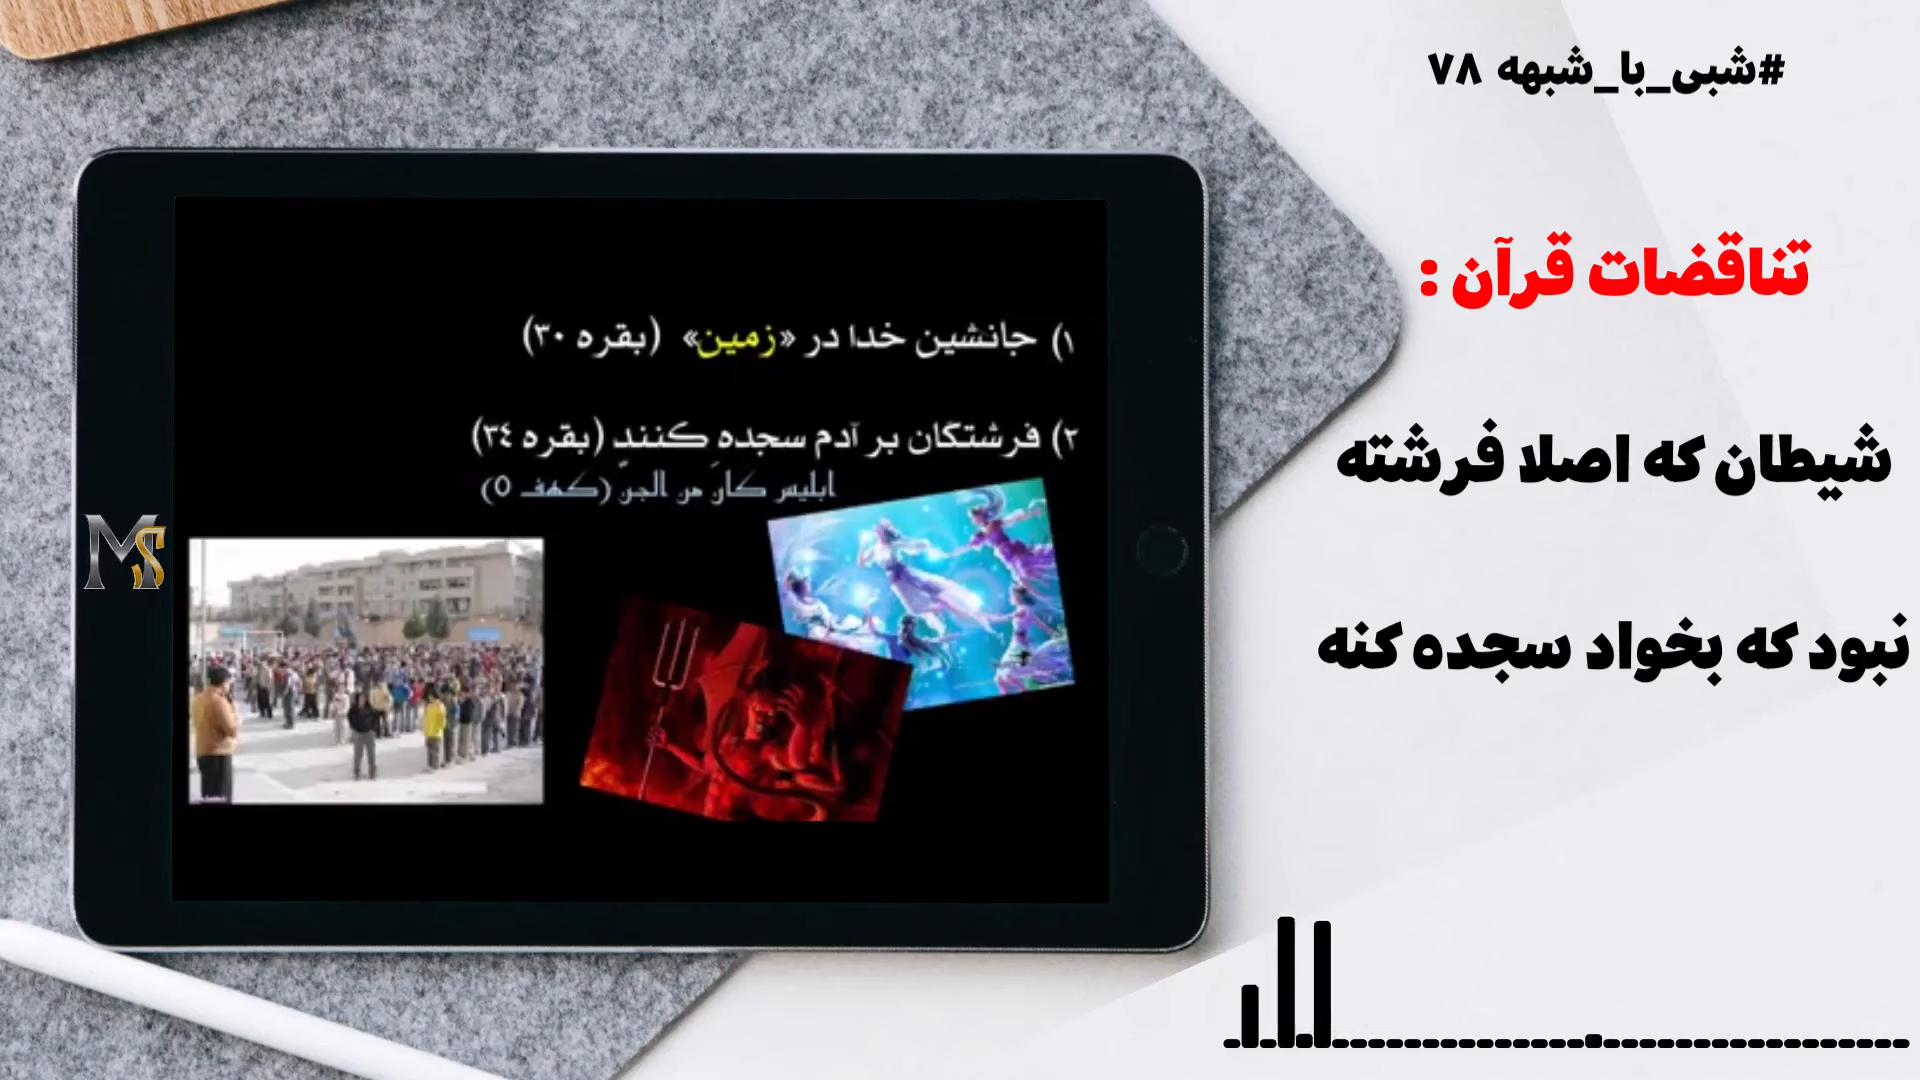 #شبی_با_شبهه ۷۸
تناقضات قرآن :
شیطان که اصلا فرشته
نبود که بخواد سجده کنه
۱) جانشین خدا در «زمین» (بقره ۳۰)
۲) فرشتگان بر آدم سجده کنند (بقره ۳٤)
ابلیس کانَ من الجنّ (کهف ٥)
MS